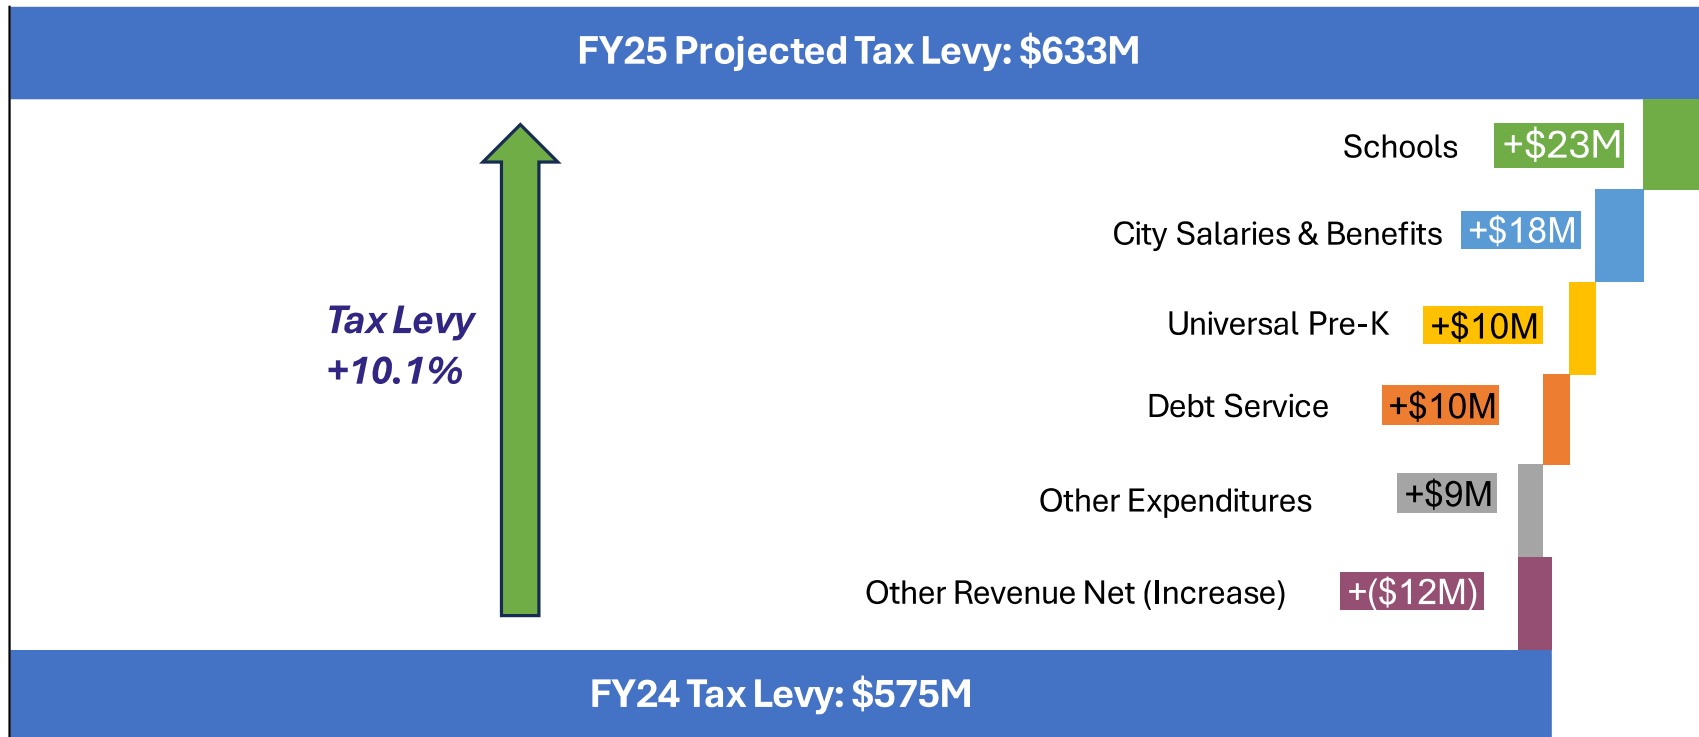 FY25 Projected Tax Levy: $633M
Schools +$23M
City Salaries & Benefits +$18M
Universal Pre-K +$10M
Tax Levy
+10.1%
Debt Service +$10M
Other Expenditures +$9M
Other Revenue Net (Increase) +($12M)
FY24 Tax Levy: $575M